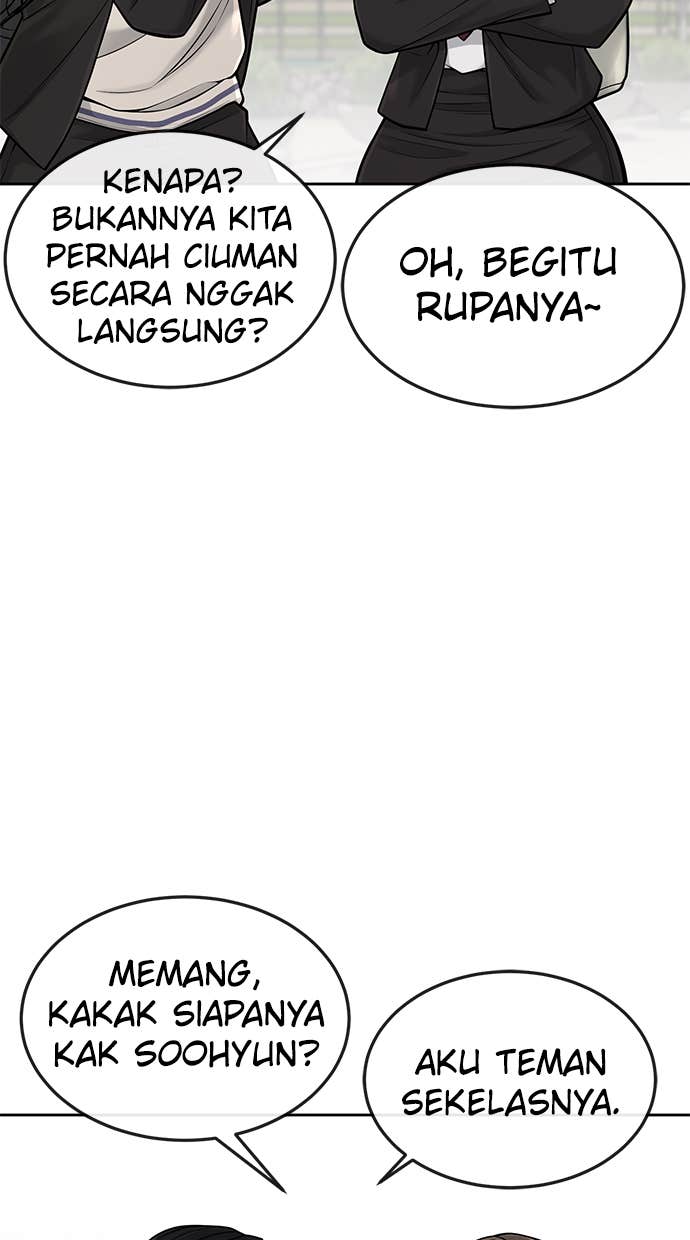 KENAPA?
BUKANNYA KITA
PERNAH CIUMAN
SECARA NGGAK
LANGSUNG?
OH, BEGITU
RUPANYA~
MEMANG,
KAKAK SIAPANYA
KAK SOOHYUN?
AKU TEMAN
SEKELASNYA.